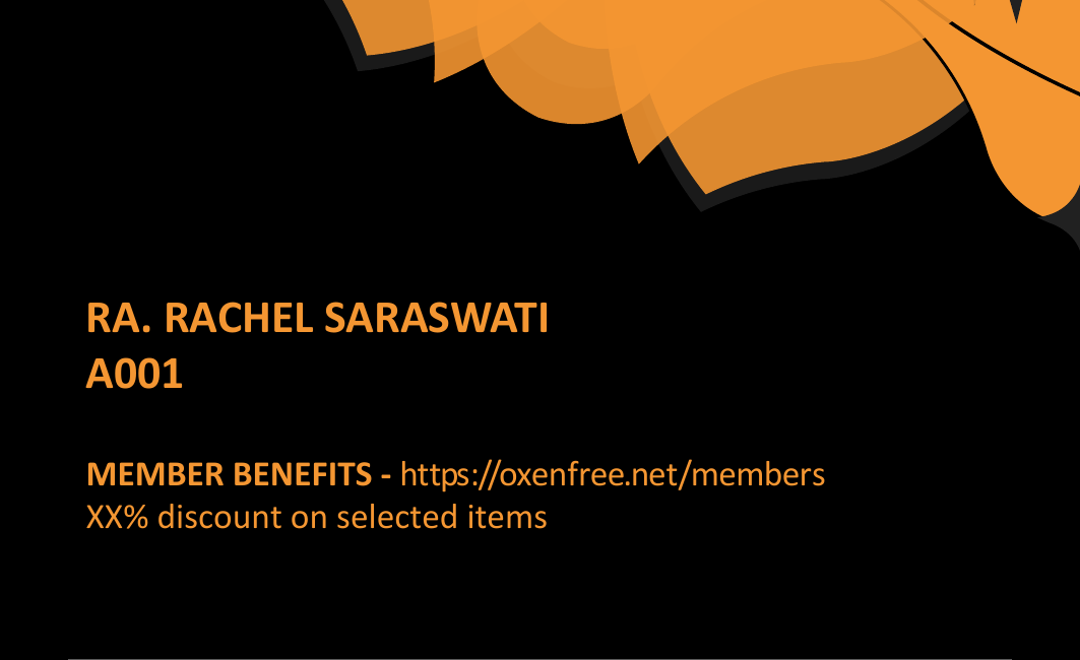 RA. RACHEL SARASWATI
A001
MEMBER BENEFITS - https://oxenfree.net/members
XX% discount on selected items